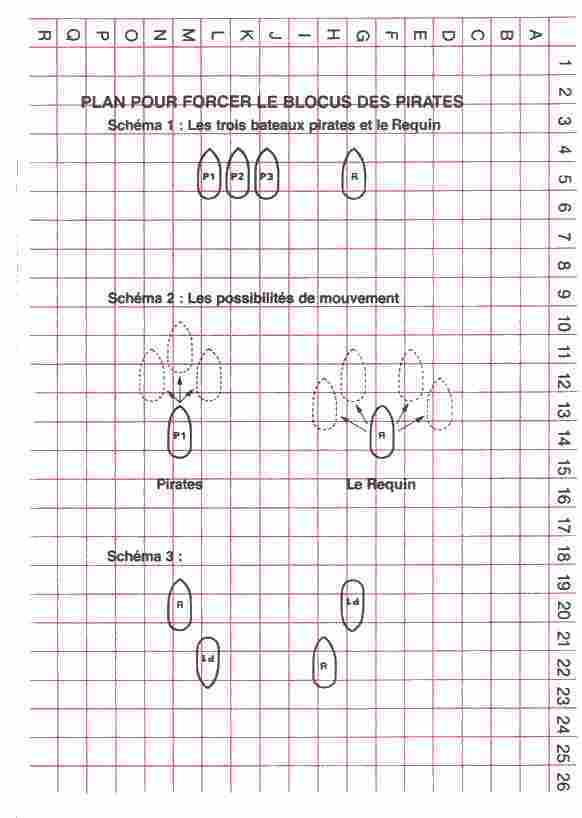 R Q P O N M L K J I H G F E D C B A
1
2
PLAN POUR FORCER LE BLOCUS DES PIRATES
3
Schéma 1 : Les trois bateaux pirates et le Requin
4
P1 P2 P3 R 5
6
7
8
Schéma 2 : Les possibilités de mouvement 9
10
11
12
13
P1 R 14
15
Pirates Le Requin
16
17
Schéma 3 : 18
19
R P1 20
21
P1 R 22
23
24
25
26